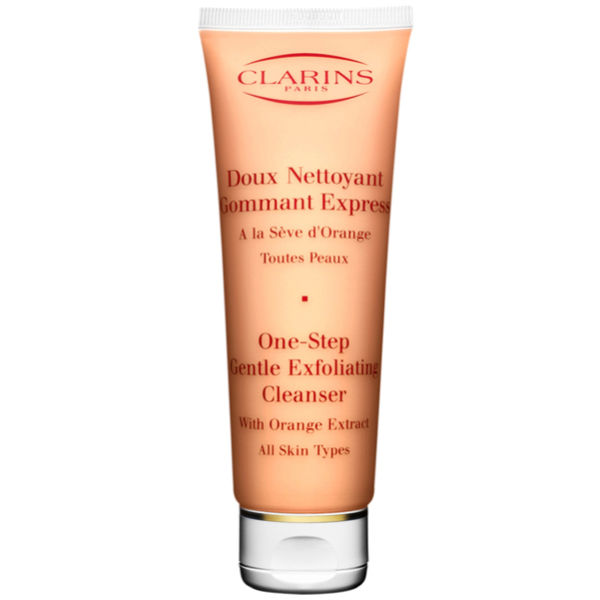 CLARINS
PARIS
Doux Nettoyant
Gommant Express
A la Sève d'Orange
Toutes Peaux
One-Step
Gentle Exfoliating
Cleanser
With Orange Extract
All Skin Types